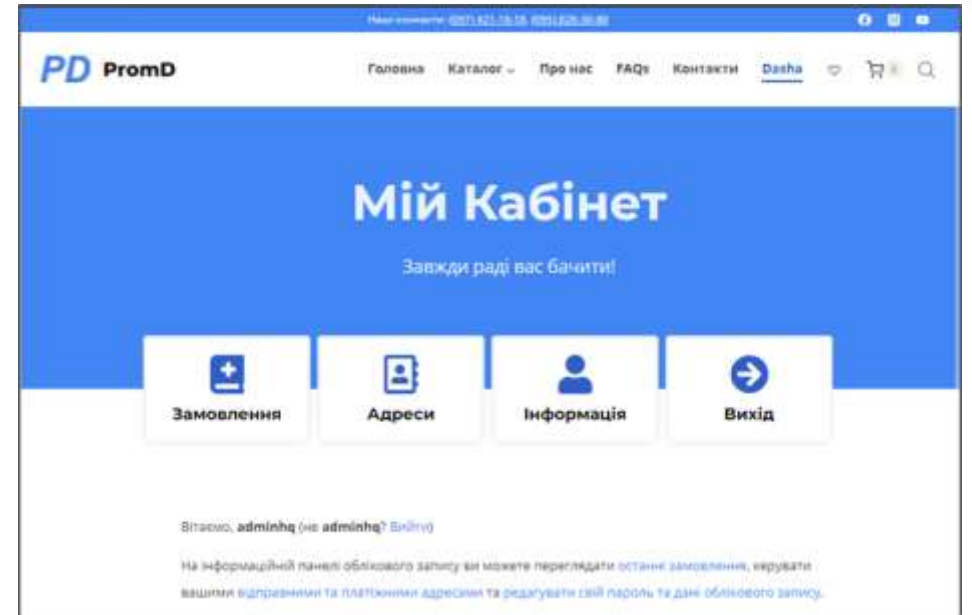 Наші контакти:
PD PromD
Головна Каталог Про нас FAQs Контакти Dasha
Мій Кабінет
Завжди раді вас бачити!
Замовлення Адреси Інформація Вихід
Вітаємо, adminhq (не adminhq? Вийти)
На інформаційній панелі облікового запису ви можете переглядати останні замовлення, керувати
вашими відправними та платіжними адресами та редагувати свій пароль та дані облікового запису.